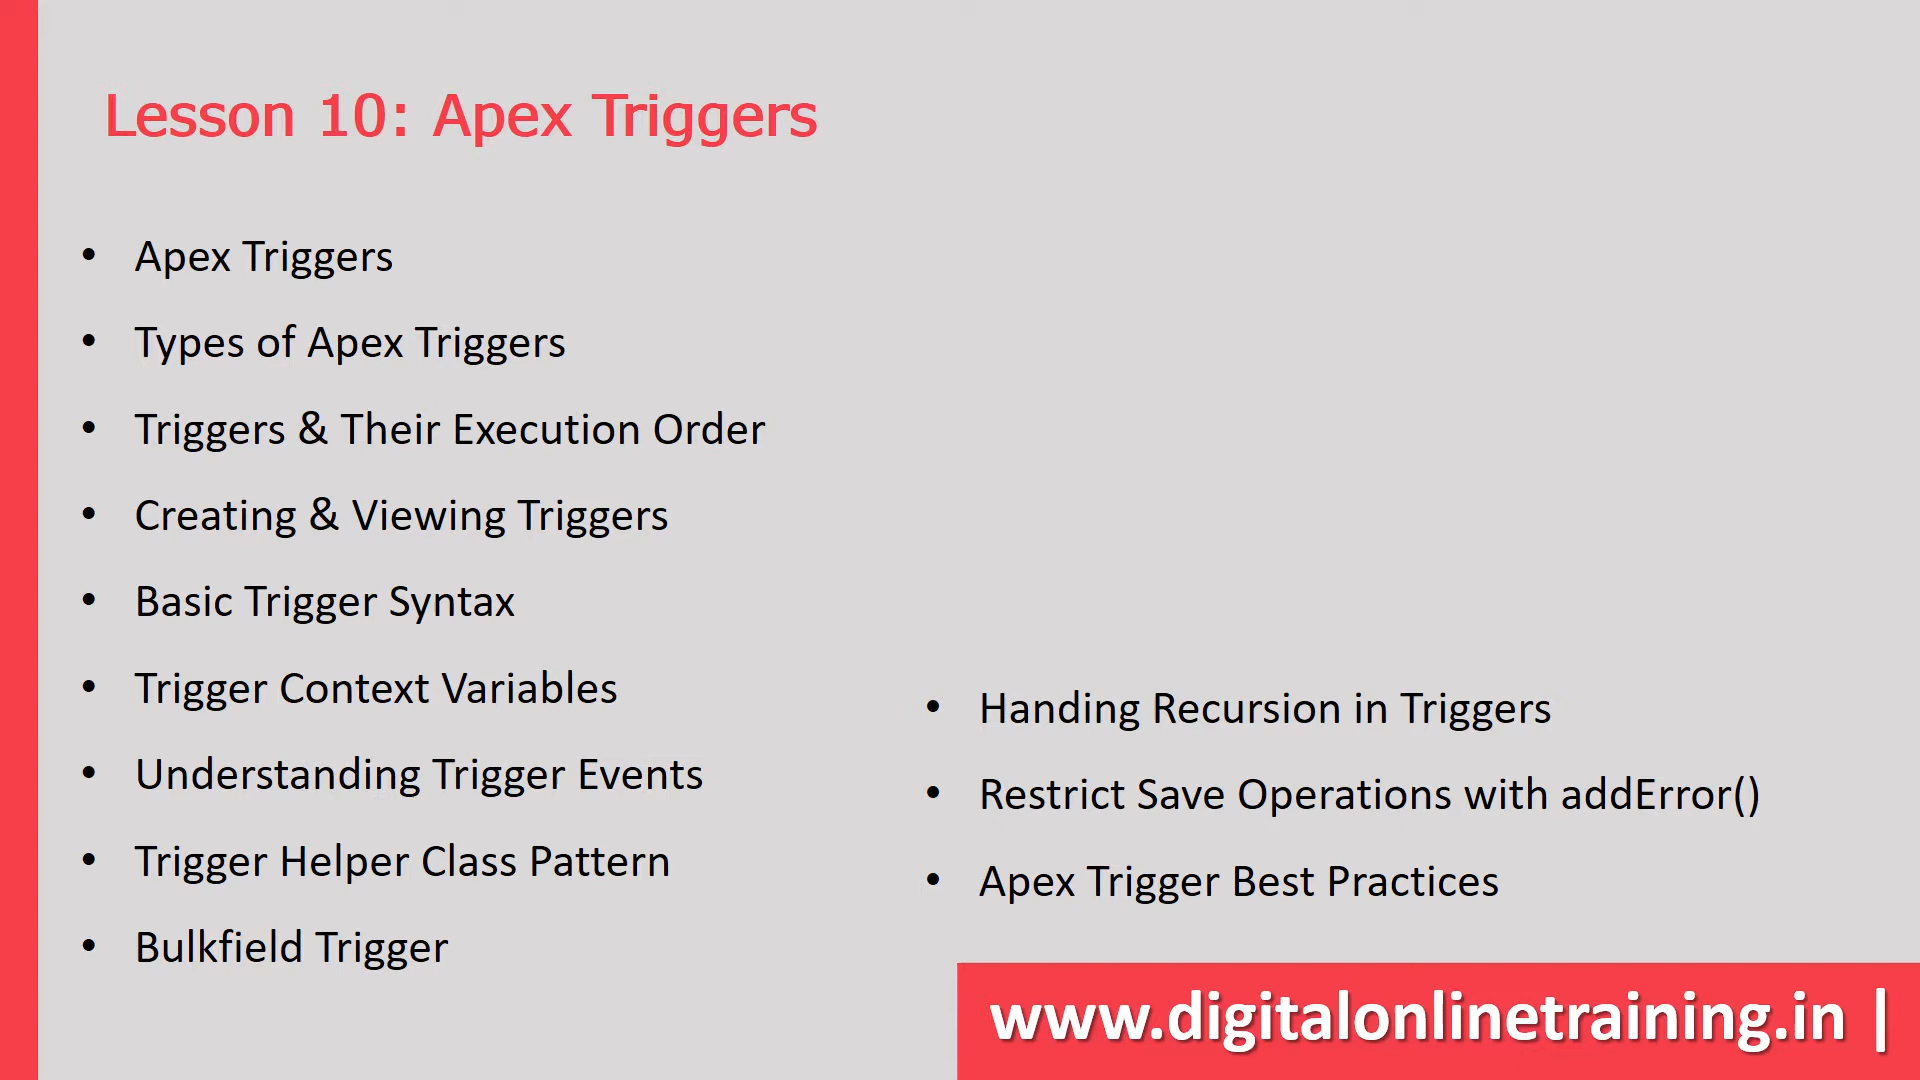 Lesson 10: Apex Triggers
• Apex Triggers
• Types of Apex Triggers
• Triggers & Their Execution Order
• Creating & Viewing Triggers
• Basic Trigger Syntax
• Trigger Context Variables
• Understanding Trigger Events
• Trigger Helper Class Pattern
• Bulkfield Trigger
• Handing Recursion in Triggers
• Restrict Save Operations with addError()
• Apex Trigger Best Practices
www.digitalonlinetraining.in |